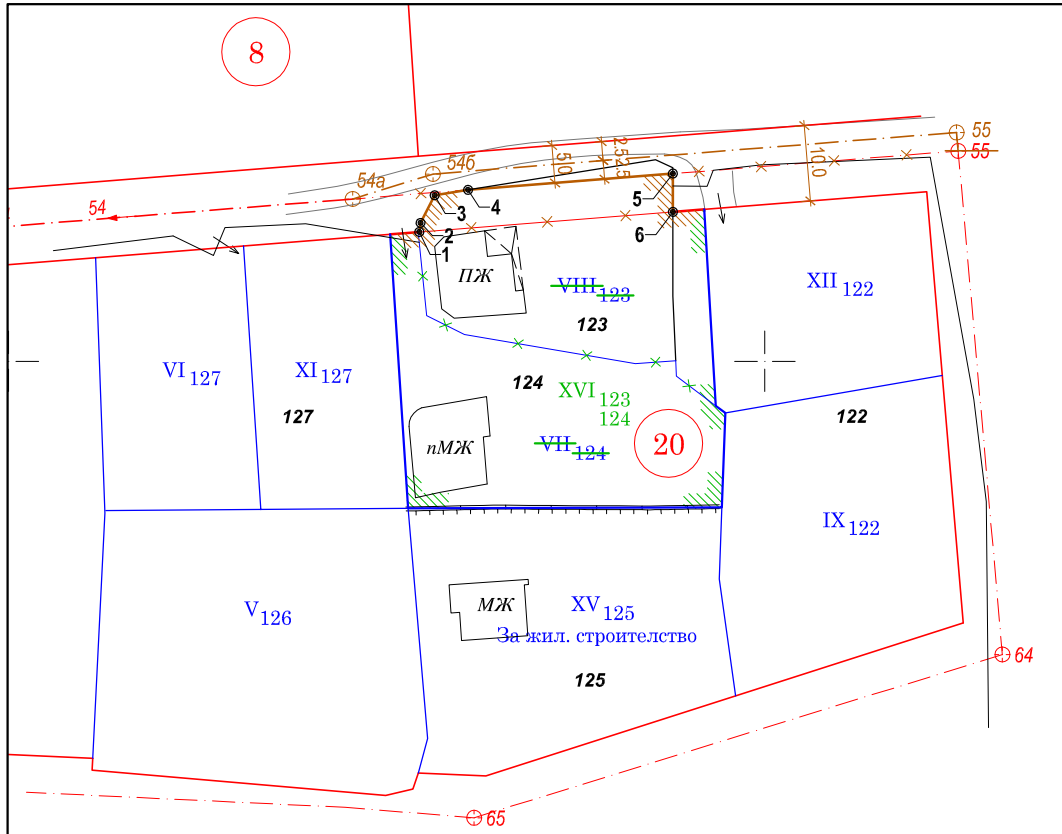 8
55
55
54б
54а
54
5.0
2.5
2.5
10.0
1
2
3
4
5
6
ПЖ
VIII 123
123
XII 122
VI 127
XI 127
127
124
XVI 123
124
20
122
пМЖ
VII 124
IX 122
V 126
МЖ
XV 125
За жил. строителство
125
64
65